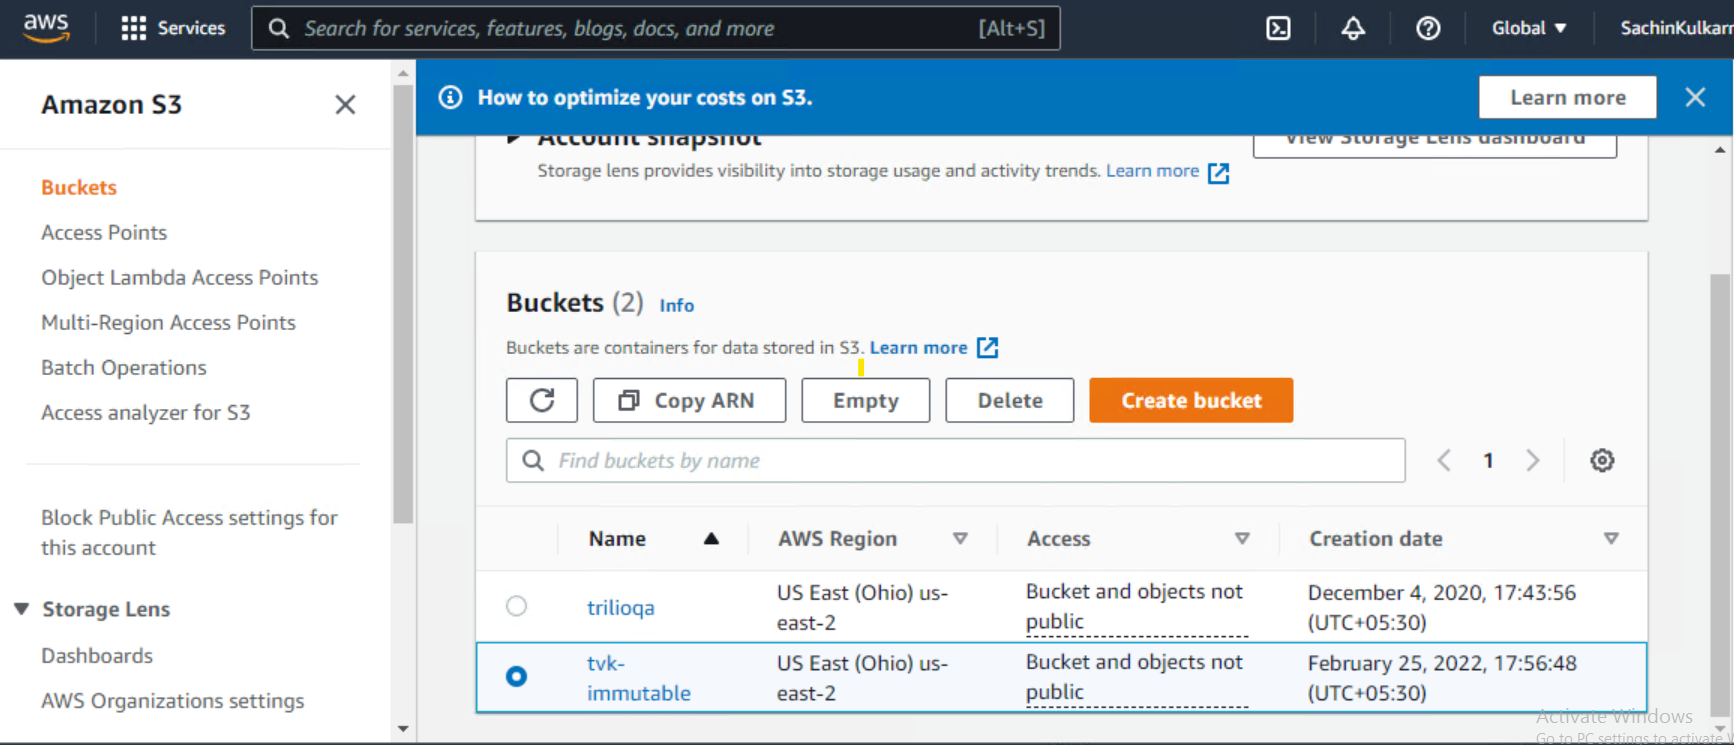 aws
Services
Search for services, features, blogs, docs, and more
[Alt+S]
Global
SachinKulkarn
Amazon S3
Buckets
Access Points
Object Lambda Access Points
Multi-Region Access Points
Batch Operations
Access analyzer for S3
Block Public Access settings for
this account
Storage Lens
Dashboards
AWS Organizations settings
How to optimize your costs on S3.
Learn more
Account snapshot
View Storage Lens dashboard
Storage lens provides visibility into storage usage and activity trends. Learn more
Buckets (2) Info
Buckets are containers for data stored in S3. Learn more
Copy ARN
Empty
Delete
Create bucket
Find buckets by name
1
Name
AWS Region
Access
Creation date
trilioqa
US East (Ohio) us-
east-2
Bucket and objects not
public
December 4, 2020, 17:43:56
(UTC+05:30)
tvk-
immutable
US East (Ohio) us-
east-2
Bucket and objects not
public
February 25, 2022, 17:56:48
(UTC+05:30)
Activate Windows
Go to PC settings to activate